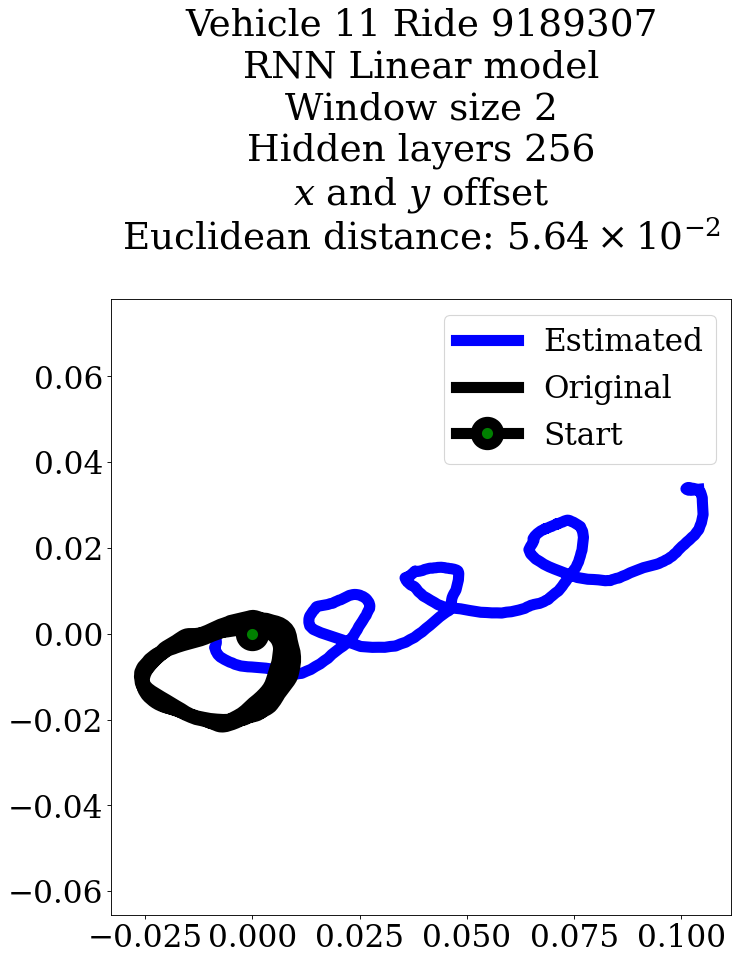 Vehicle 11 Ride 9189307
RNN Linear model
Window size 2
Hidden layers 256
x and y offset
Euclidean distance: 5.64 × 10⁻²
Estimated
Original
Start
0.06
0.04
0.02
0.00
−0.02
−0.04
−0.06
−0.025 0.000 0.025 0.050 0.075 0.100